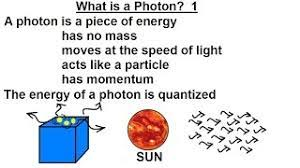 What is a Photon? 1
A photon is a piece of energy
has no mass
moves at the speed of light
acts like a particle
has momentum
The energy of a photon is quantized
SUN